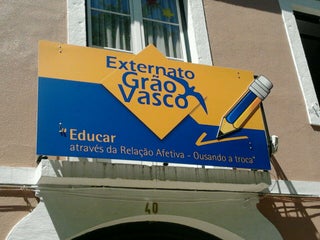 Externato
Grão
Vasco
"Educar
através da Relação Afetiva - Ousando a troca"
40